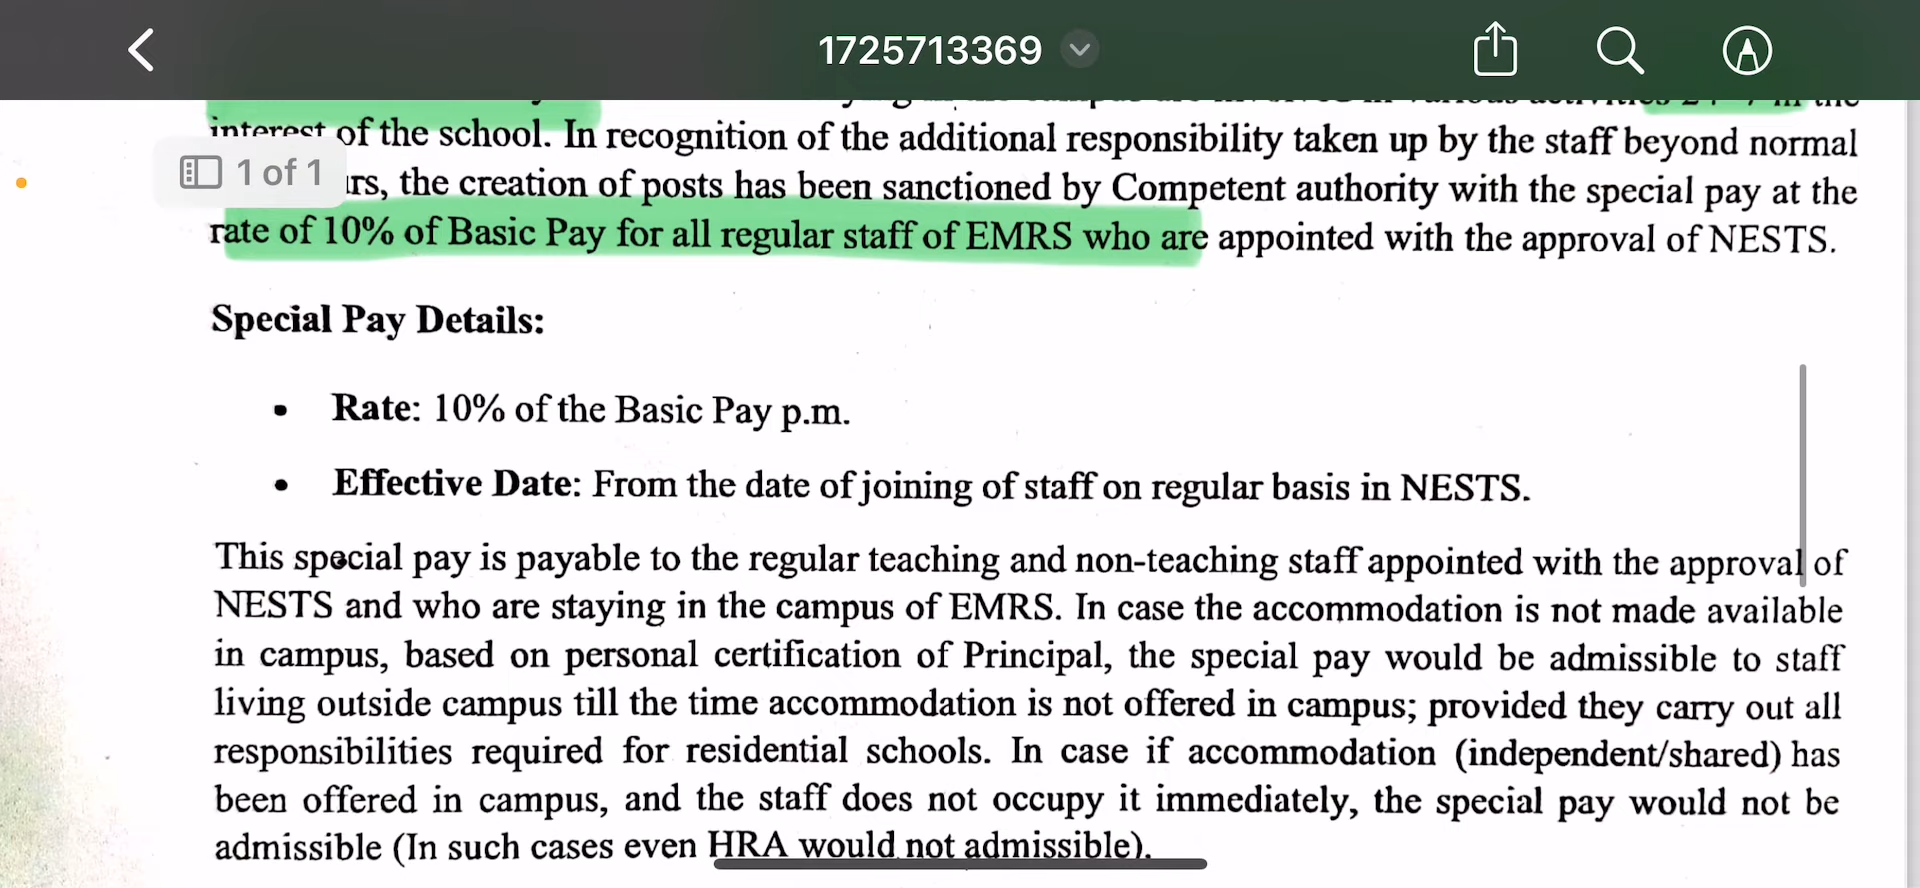 1725713369
interest of the school. In recognition of the additional responsibility taken up by the staff beyond normal
1 of 1
rs, the creation of posts has been sanctioned by Competent authority with the special pay at the
rate of 10% of Basic Pay for all regular staff of EMRS who are appointed with the approval of NESTS.
Special Pay Details:
• Rate: 10% of the Basic Pay p.m.
• Effective Date: From the date of joining of staff on regular basis in NESTS.
This special pay is payable to the regular teaching and non-teaching staff appointed with the approval of
NESTS and who are staying in the campus of EMRS. In case the accommodation is not made available
in campus, based on personal certification of Principal, the special pay would be admissible to staff
living outside campus till the time accommodation is not offered in campus; provided they carry out all
responsibilities required for residential schools. In case if accommodation (independent/shared) has
been offered in campus, and the staff does not occupy it immediately, the special pay would not be
admissible (In such cases even HRA would not admissible).